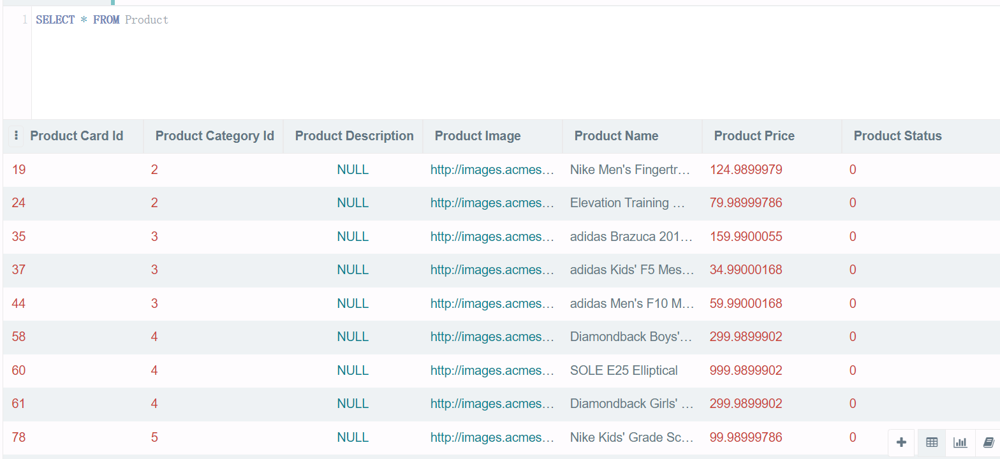 1 SELECT * FROM Product
Product Card Id Product Category Id Product Description Product Image Product Name Product Price Product Status
19 2 NULL http://images.acmes… Nike Men's Fingertr… 124.9899979 0
24 2 NULL http://images.acmes… Elevation Training … 79.98999786 0
35 3 NULL http://images.acmes… adidas Brazuca 201… 159.9900055 0
37 3 NULL http://images.acmes… adidas Kids' F5 Mes… 34.99000168 0
44 3 NULL http://images.acmes… adidas Men's F10 M… 59.99000168 0
58 4 NULL http://images.acmes… Diamondback Boys'… 299.9899902 0
60 4 NULL http://images.acmes… SOLE E25 Elliptical 999.9899902 0
61 4 NULL http://images.acmes… Diamondback Girls' … 299.9899902 0
78 5 NULL http://images.acmes… Nike Kids' Grade Sc… 99.98999786 0